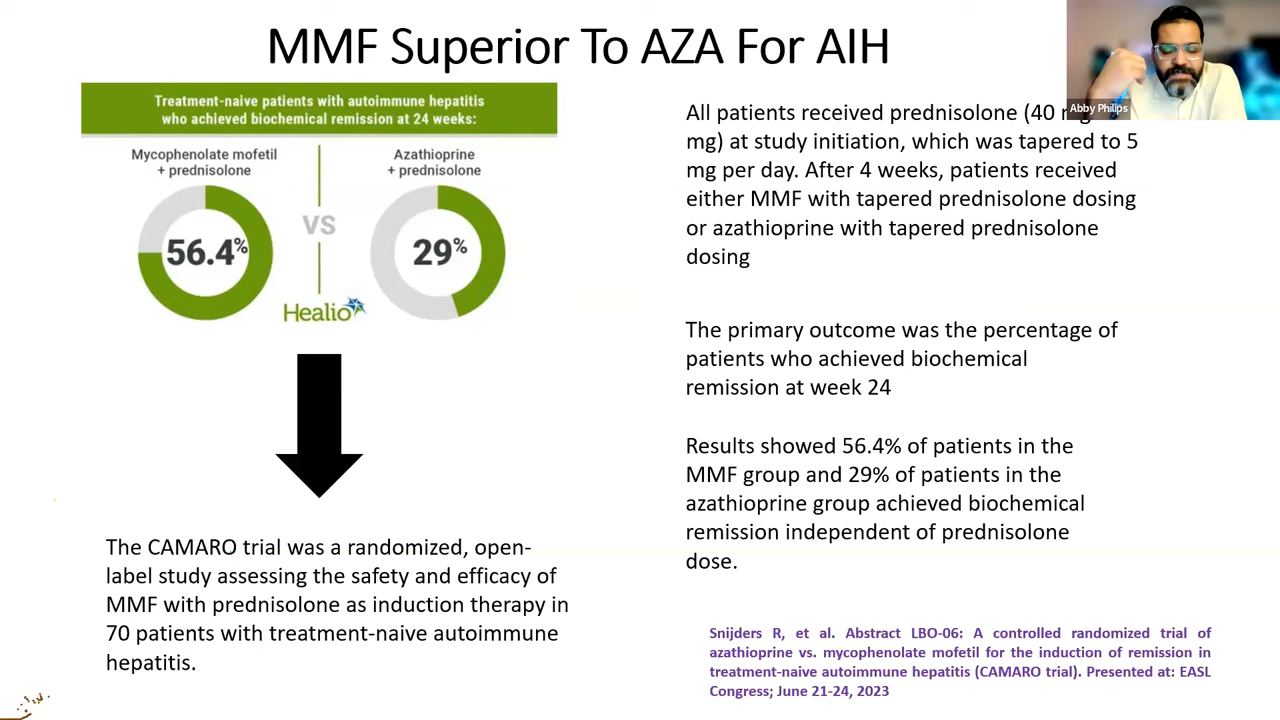 MMF Superior To AZA For AIH
Treatment-naive patients with autoimmune hepatitis
who achieved biochemical remission at 24 weeks:
Mycophenolate mofetil
+ prednisolone
VS
Azathioprine
+ prednisolone
56.4%
29%
Healio
The CAMARO trial was a randomized, open-
label study assessing the safety and efficacy of
MMF with prednisolone as induction therapy in
70 patients with treatment-naive autoimmune
hepatitis.
Abby Philips
All patients received prednisolone (40
mg) at study initiation, which was tapered to 5
mg per day. After 4 weeks, patients received
either MMF with tapered prednisolone dosing
or azathioprine with tapered prednisolone
dosing
The primary outcome was the percentage of
patients who achieved biochemical
remission at week 24
Results showed 56.4% of patients in the
MMF group and 29% of patients in the
azathioprine group achieved biochemical
remission independent of prednisolone
dose.
Snijders R, et al. Abstract LBO-06: A controlled randomized trial of
azathioprine vs. mycophenolate mofetil for the induction of remission in
treatment-naive autoimmune hepatitis (CAMARO trial). Presented at: EASL
Congress; June 21-24, 2023